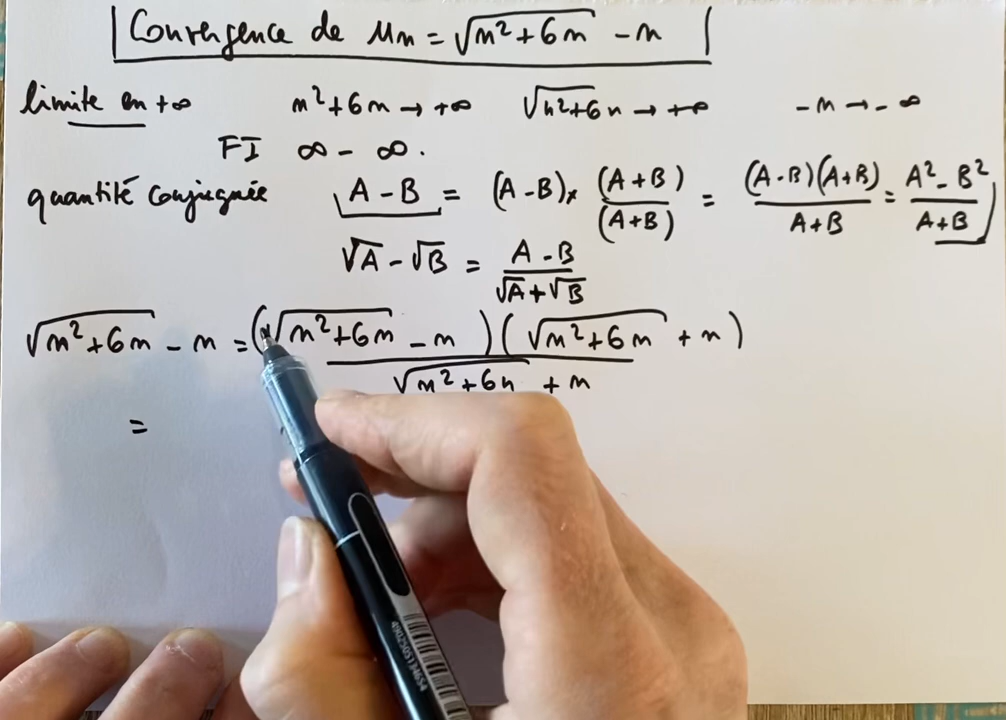 Convergence de un = √(n²+6n) - n
limite en +∞ n²+6n → +∞ √(n²+6n) → +∞ -n → -∞
FI ∞ - ∞.
quantité conjuguée A - B = (A-B)× (A+B)/(A+B) = (A-B)(A+B)/A+B = A²-B²/A+B
√A - √B = A-B/√A+√B
√(n²+6n) - n = (√(n²+6n) - n)(√(n²+6n) + n)/√(n²+6n) + n
=
4902505134654